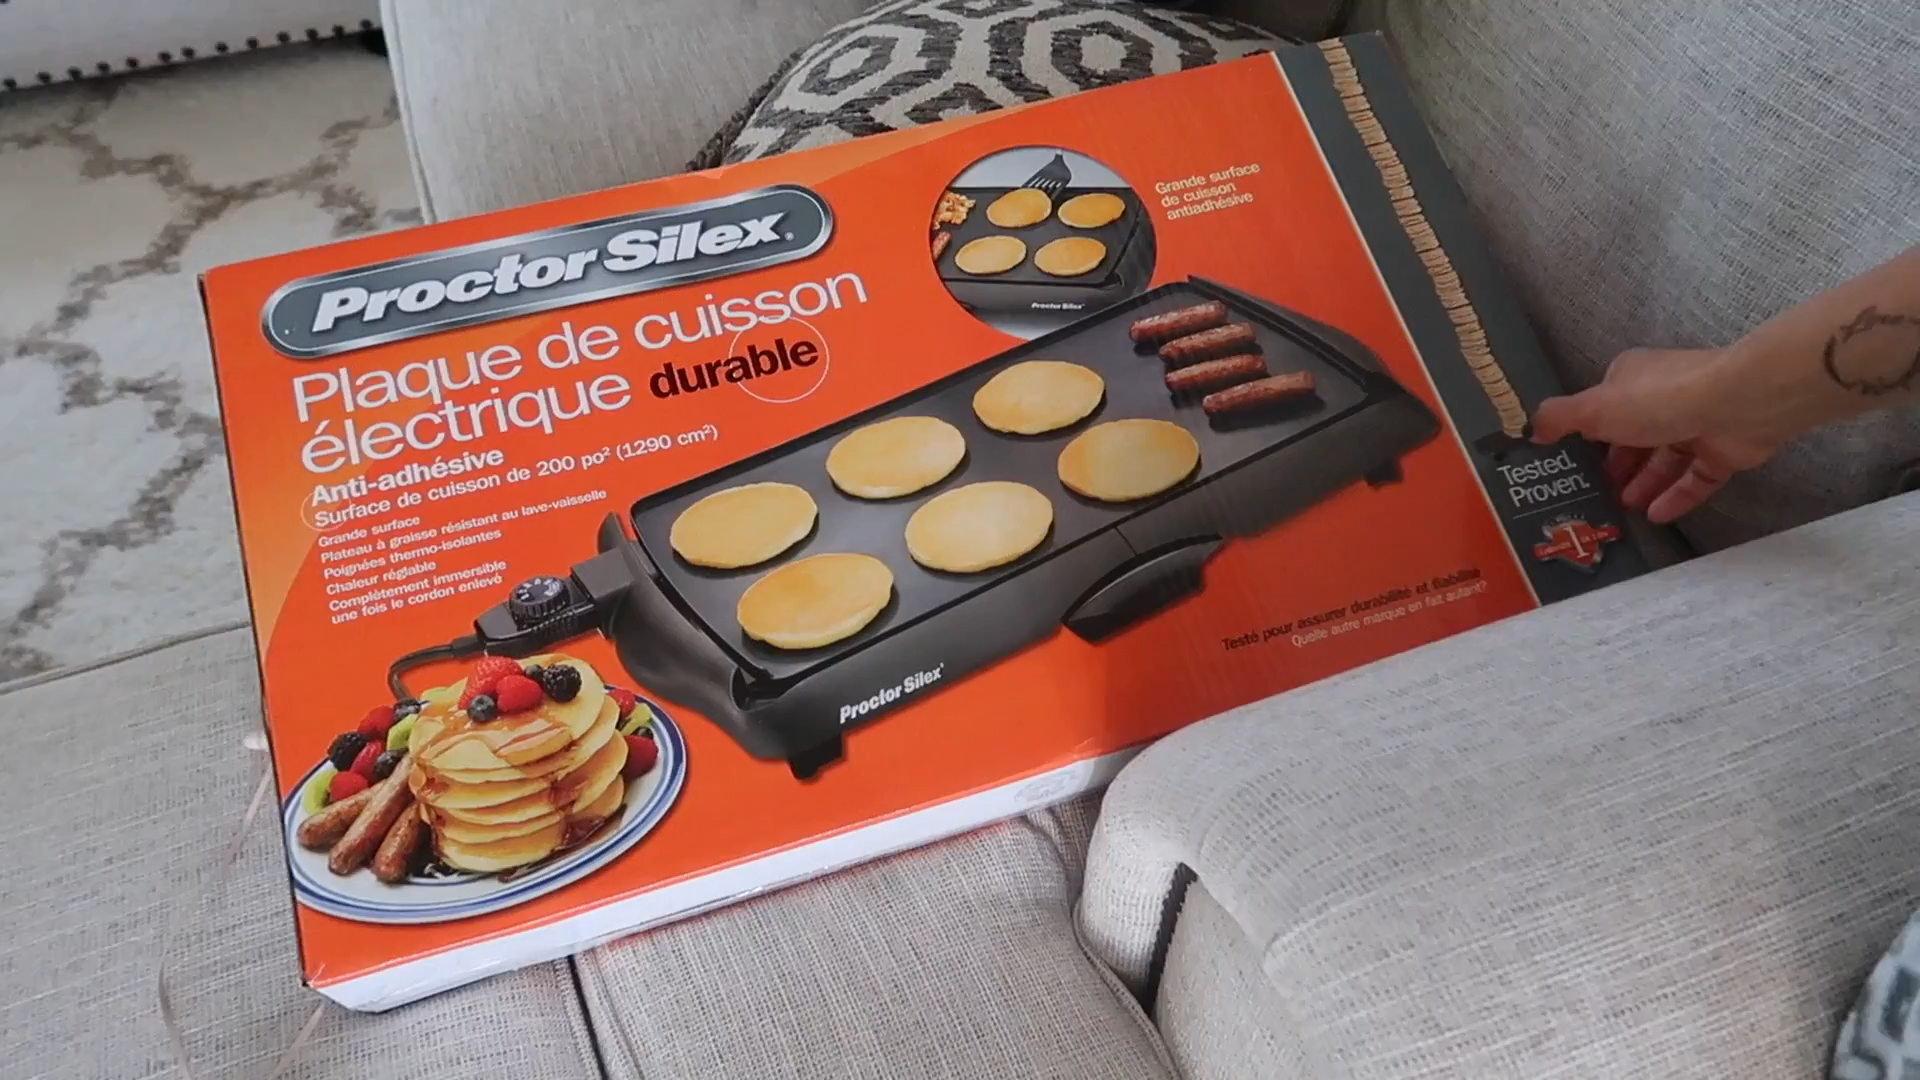 Proctor Silex®
Plaque de cuisson
électrique durable
Anti-adhésive
Surface de cuisson de 200 po² (1290 cm²)
Grande surface
Plateau à graisse résistant au lave-vaisselle
Poignées thermo-isolantes
Chaleur réglable
Complètement immersible
une fois le cordon enlevé
Grande surface
de cuisson
antiadhésive
Proctor Silex
Proctor Silex
Tested.
Proven.
1
Testé pour assurer durabilité et fiabilité
Quelle autre marque en fait autant?